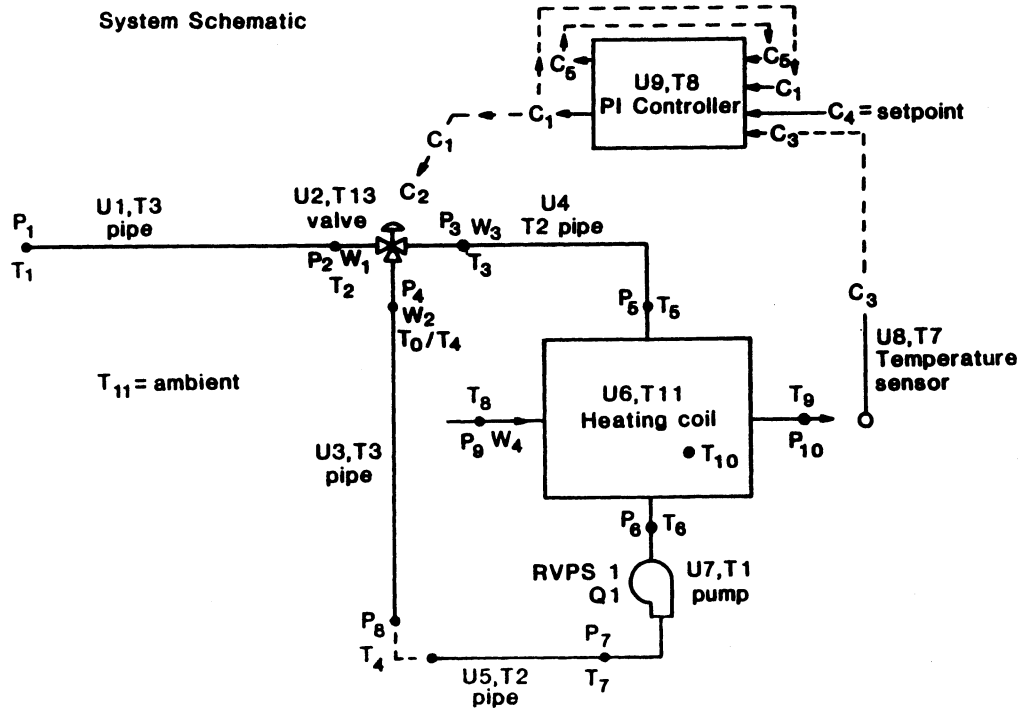 System Schematic
C5
C5
U9,T8
PI Controller
C1
C1
C4=setpoint
C3
C1
C2
U1,T3
pipe
U2,T13
valve
U4
T2 pipe
P1
T1
P2 W1
T2
P3 W3
T3
P4
W2
T0/T4
P5 T5
C3
U8,T7
Temperature
sensor
T11=ambient
T8
P9 W4
U6,T11
Heating coil
T10
T9
P10
U3,T3
pipe
P6 T6
RVPS 1
Q1
U7,T1
pump
P8
T4
P7
T7
U5,T2
pipe